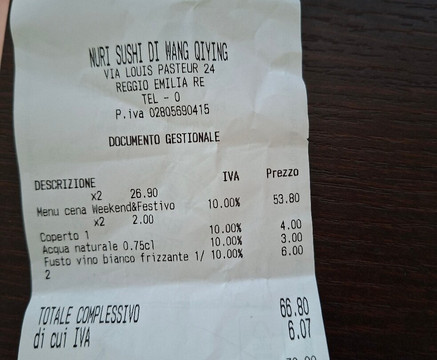 NURI SUSHI DI WANG QIYING
VIA LOUIS PASTEUR 24
REGGIO EMILIA RE
TEL - 0
P.iva 02805690415
DOCUMENTO GESTIONALE
DESCRIZIONE IVA Prezzo
x2 26.90
Menu cena Weekend&Festivo 10.00% 53.80
x2 2.00
Coperto 1 10.00% 4.00
Acqua naturale 0.75cl 10.00% 3.00
Fusto vino bianco frizzante 1/ 10.00% 6.00
2
TOTALE COMPLESSIVO 66.80
di cui IVA 6.07